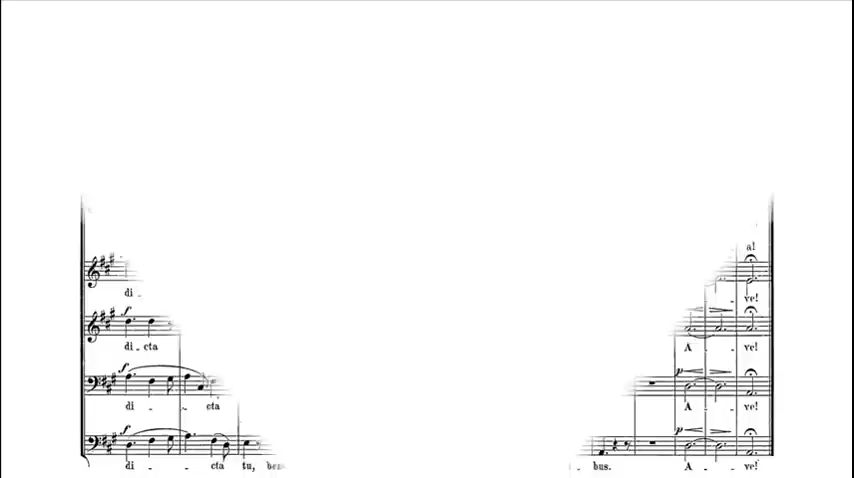 a!
di - - ve!
di - cta A - - ve!
di - - cta A - - ve!
di - - cta tu, bus. A - - ve!